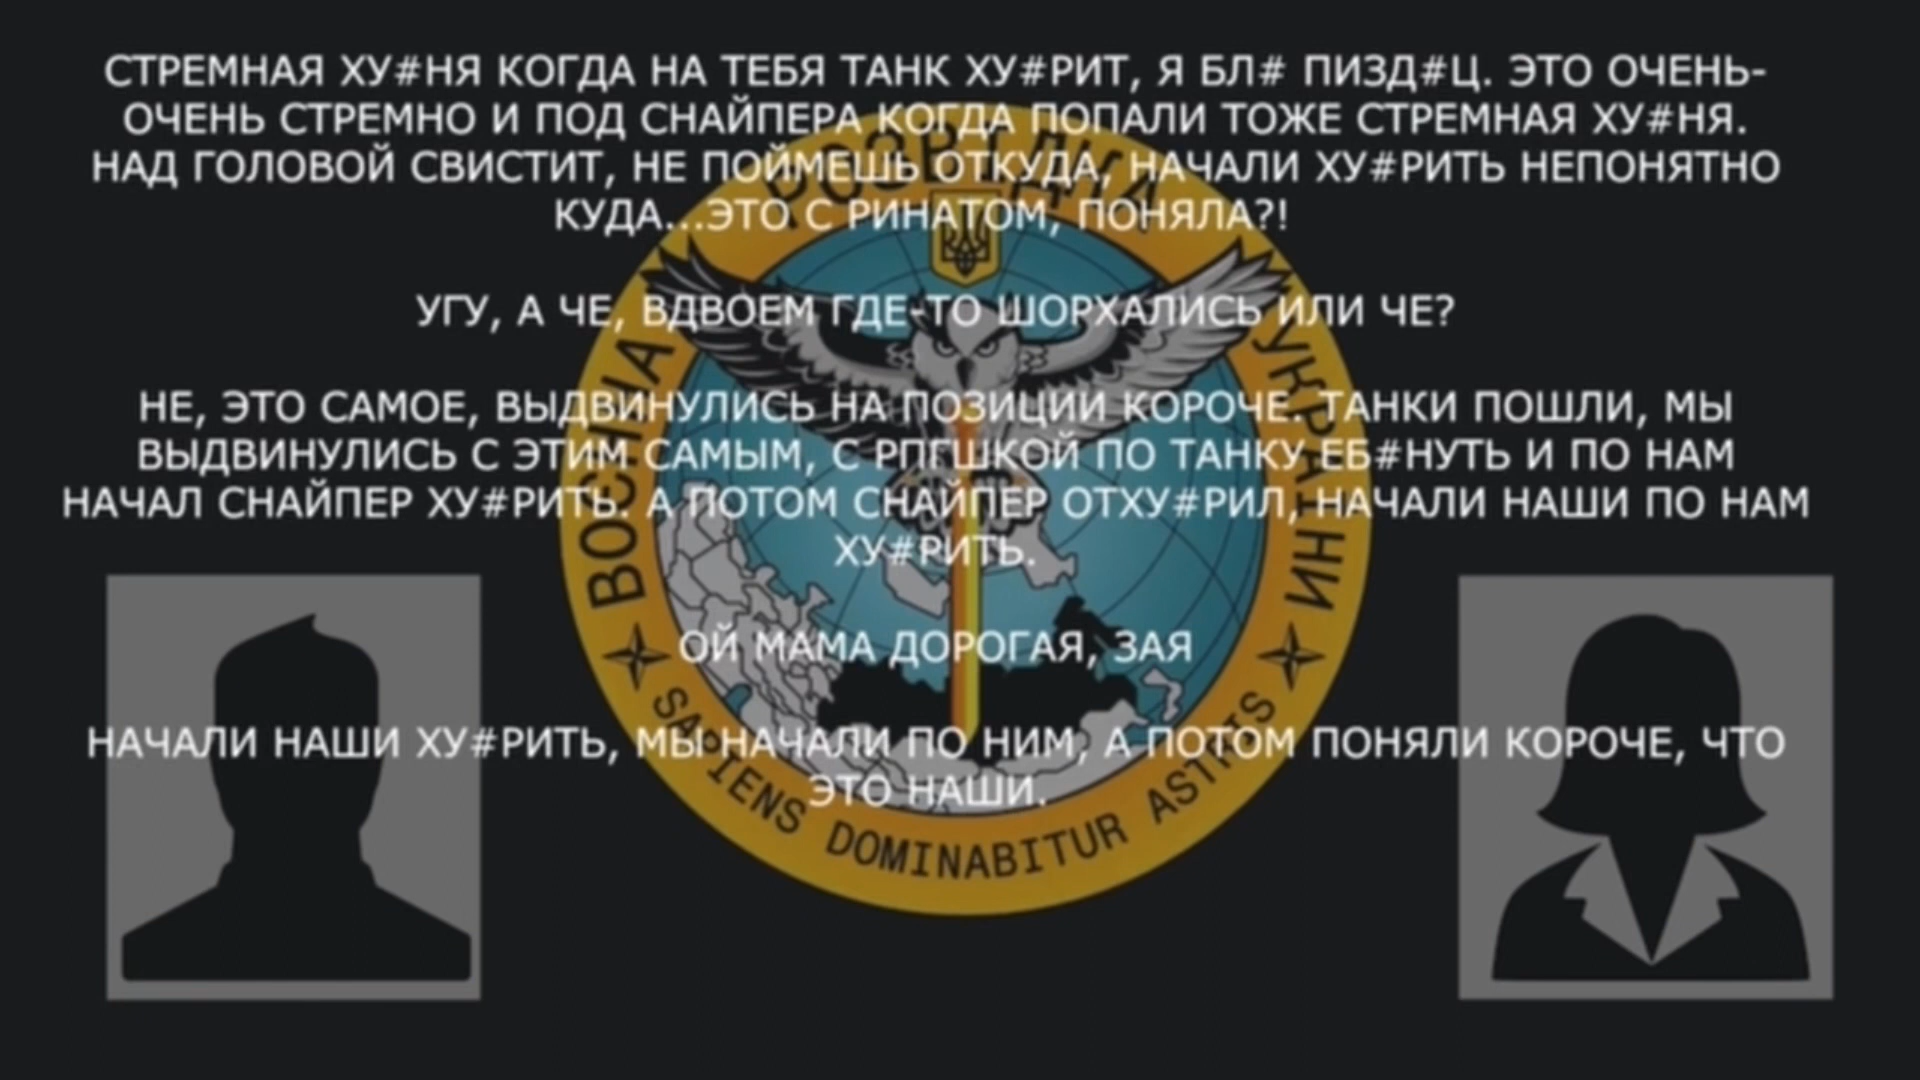 СТРЕМНАЯ ХУ#НЯ КОГДА НА ТЕБЯ ТАНК ХУ#РИТ, Я БЛ# ПИЗД#Ц. ЭТО ОЧЕНЬ-
ОЧЕНЬ СТРЕМНО И ПОД СНАЙПЕРА КОГДА ПОПАЛИ ТОЖЕ СТРЕМНАЯ ХУ#НЯ.
НАД ГОЛОВОЙ СВИСТИТ, НЕ ПОЙМЕШЬ ОТКУДА, НАЧАЛИ ХУ#РИТЬ НЕПОНЯТНО
КУДА...ЭТО С РИНАТОМ, ПОНЯЛА?!
УГУ, А ЧЕ, ВДВОЕМ ГДЕ-ТО ШОРХАЛИСЬ ИЛИ ЧЕ?
НЕ, ЭТО САМОЕ, ВЫДВИНУЛИСЬ НА ПОЗИЦИИ КОРОЧЕ. ТАНКИ ПОШЛИ, МЫ
ВЫДВИНУЛИСЬ С ЭТИМ САМЫМ, С РПГШКОЙ ПО ТАНКУ ЕБ#НУТЬ И ПО НАМ
НАЧАЛ СНАЙПЕР ХУ#РИТЬ. А ПОТОМ СНАЙПЕР ОТХУ#РИЛ, НАЧАЛИ НАШИ ПО НАМ
ХУ#РИТЬ.
ОЙ МАМА ДОРОГАЯ, ЗАЯ
НАЧАЛИ НАШИ ХУ#РИТЬ, МЫ НАЧАЛИ ПО НИМ, А ПОТОМ ПОНЯЛИ КОРОЧЕ, ЧТО
ЭТО НАШИ.
ВОЄННА РОЗВІДКА УКРАЇНИ
SAPIENS DOMINABITUR ASTRIS